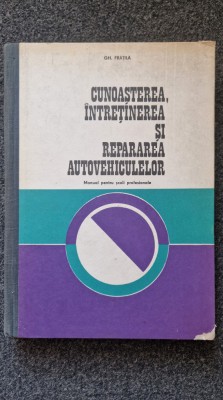 GH. FRĂȚILĂ
CUNOAȘTEREA,
ÎNTREȚINEREA
ȘI
REPARAREA
AUTOVEHICULELOR
Manual pentru școli profesionale